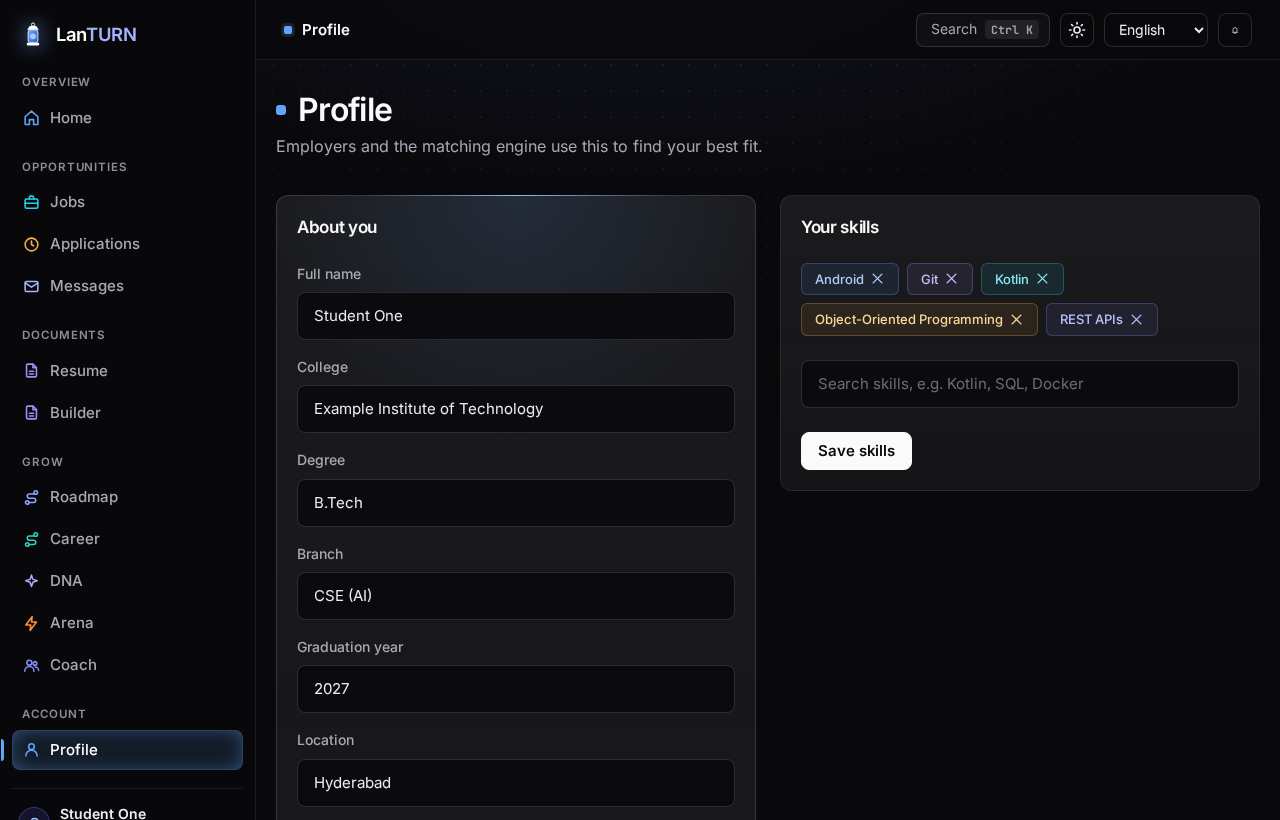 LanTURN
OVERVIEW
Home
OPPORTUNITIES
Jobs
Applications
Messages
DOCUMENTS
Resume
Builder
GROW
Roadmap
Career
DNA
Arena
Coach
ACCOUNT
Profile
Student One
Profile
Search Ctrl K
English
Profile
Employers and the matching engine use this to find your best fit.
About you
Full name
Student One
College
Example Institute of Technology
Degree
B.Tech
Branch
CSE (AI)
Graduation year
2027
Location
Hyderabad
Your skills
Android Git Kotlin
Object-Oriented Programming REST APIs
Search skills, e.g. Kotlin, SQL, Docker
Save skills